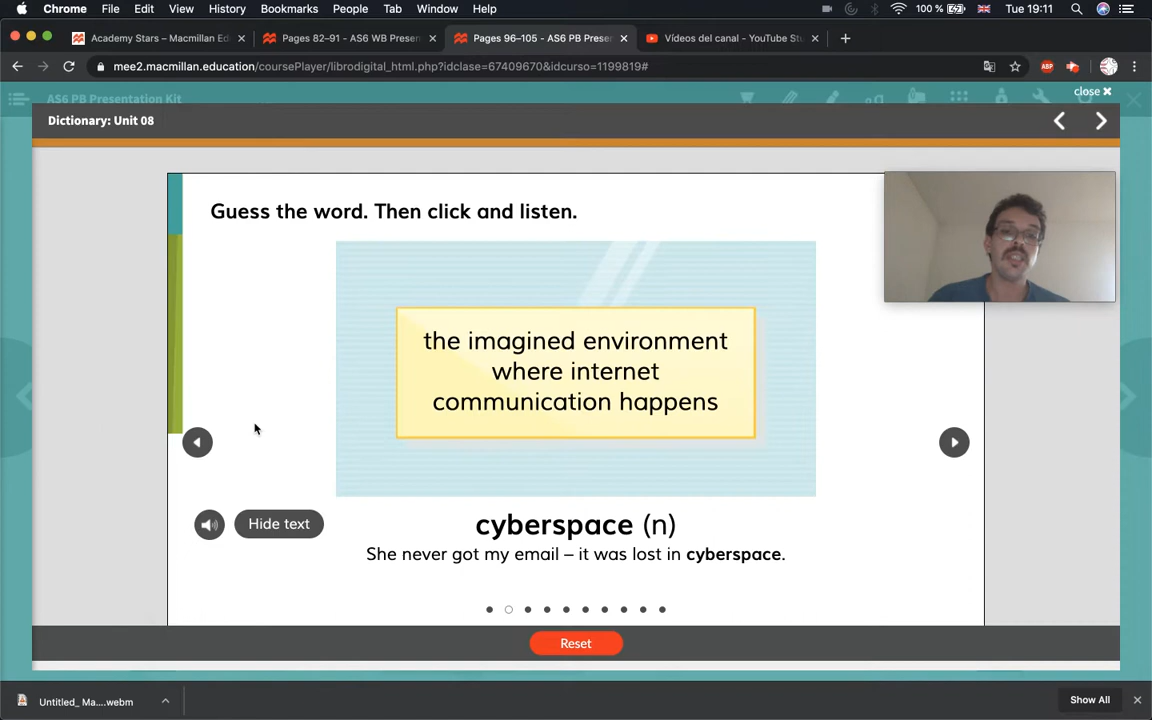 Chrome File Edit View History Bookmarks People Tab Window Help 100 % Tue 19:11
Academy Stars – Macmillan Ed Pages 82–91 - AS6 WB Presen Pages 96–105 - AS6 PB Prese Vídeos del canal - YouTube St
mee2.macmillan.education/coursePlayer/librodigital_html.php?idclase=67409670&idcurso=1199819# ABP
close
AS6 PB Presentation Kit
Dictionary: Unit 08
Guess the word. Then click and listen.
the imagined environment
where internet
communication happens
Hide text
cyberspace (n)
She never got my email – it was lost in cyberspace.
Reset
Untitled_ Ma....webm Show All